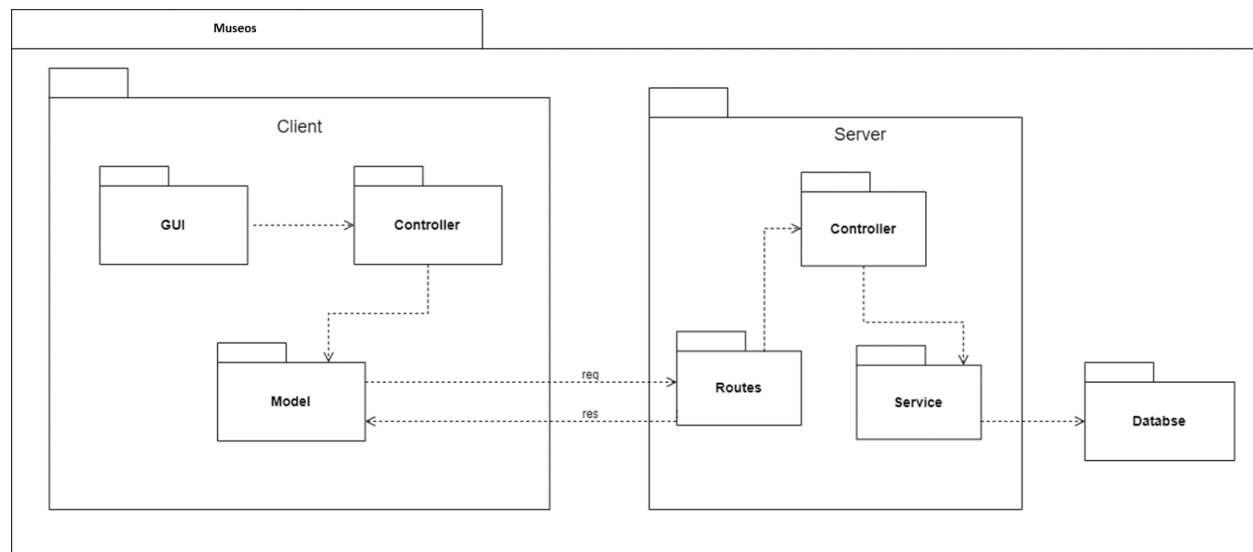 Museos
Client
Server
GUI
Controller
Controller
Model
req
res
Routes
Service
Databse